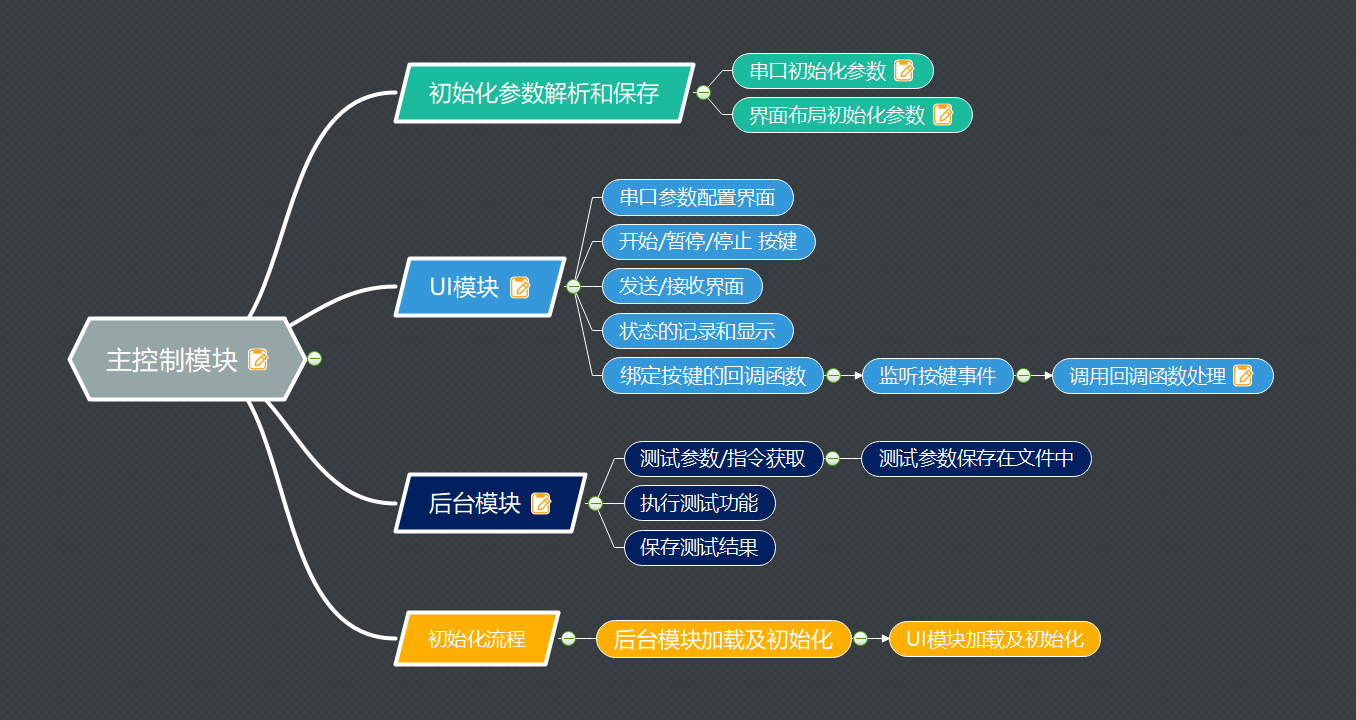 初始化参数解析和保存
串口初始化参数
界面布局初始化参数
主控制模块
UI模块
串口参数配置界面
开始/暂停/停止 按键
发送/接收界面
状态的记录和显示
绑定按键的回调函数
监听按键事件
调用回调函数处理
后台模块
测试参数/指令获取
测试参数保存在文件中
执行测试功能
保存测试结果
初始化流程
后台模块加载及初始化
UI模块加载及初始化